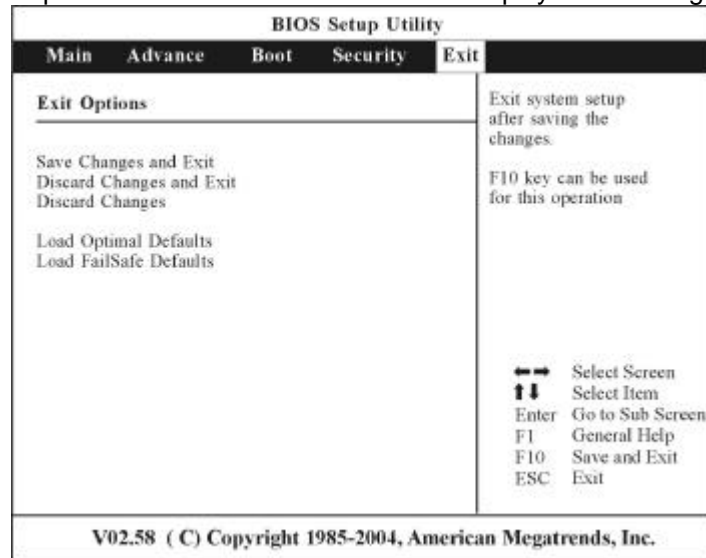 BIOS Setup Utility
Main Advance Boot Security Exit
Exit Options
Save Changes and Exit
Discard Changes and Exit
Discard Changes
Load Optimal Defaults
Load FailSafe Defaults
Exit system setup
after saving the
changes.
F10 key can be used
for this operation
Select Screen
Select Item
Enter Go to Sub Screen
F1 General Help
F10 Save and Exit
ESC Exit
V02.58 ( C) Copyright 1985-2004, American Megatrends, Inc.